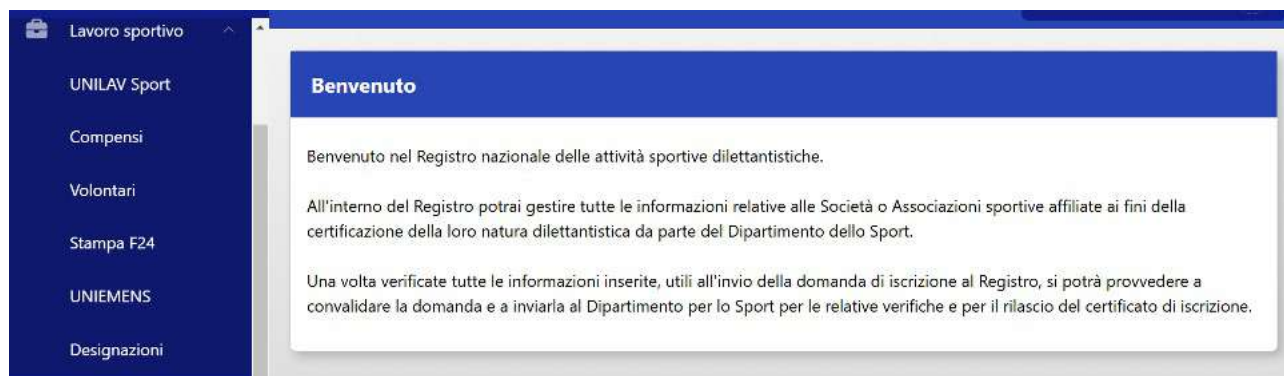 Lavoro sportivo
UNILAV Sport
Compensi
Volontari
Stampa F24
UNIEMENS
Designazioni
Benvenuto
Benvenuto nel Registro nazionale delle attività sportive dilettantistiche.
All'interno del Registro potrai gestire tutte le informazioni relative alle Società o Associazioni sportive affiliate ai fini della
certificazione della loro natura dilettantistica da parte del Dipartimento dello Sport.
Una volta verificate tutte le informazioni inserite, utili all'invio della domanda di iscrizione al Registro, si potrà provvedere a
convalidare la domanda e a inviarla al Dipartimento per lo Sport per le relative verifiche e per il rilascio del certificato di iscrizione.